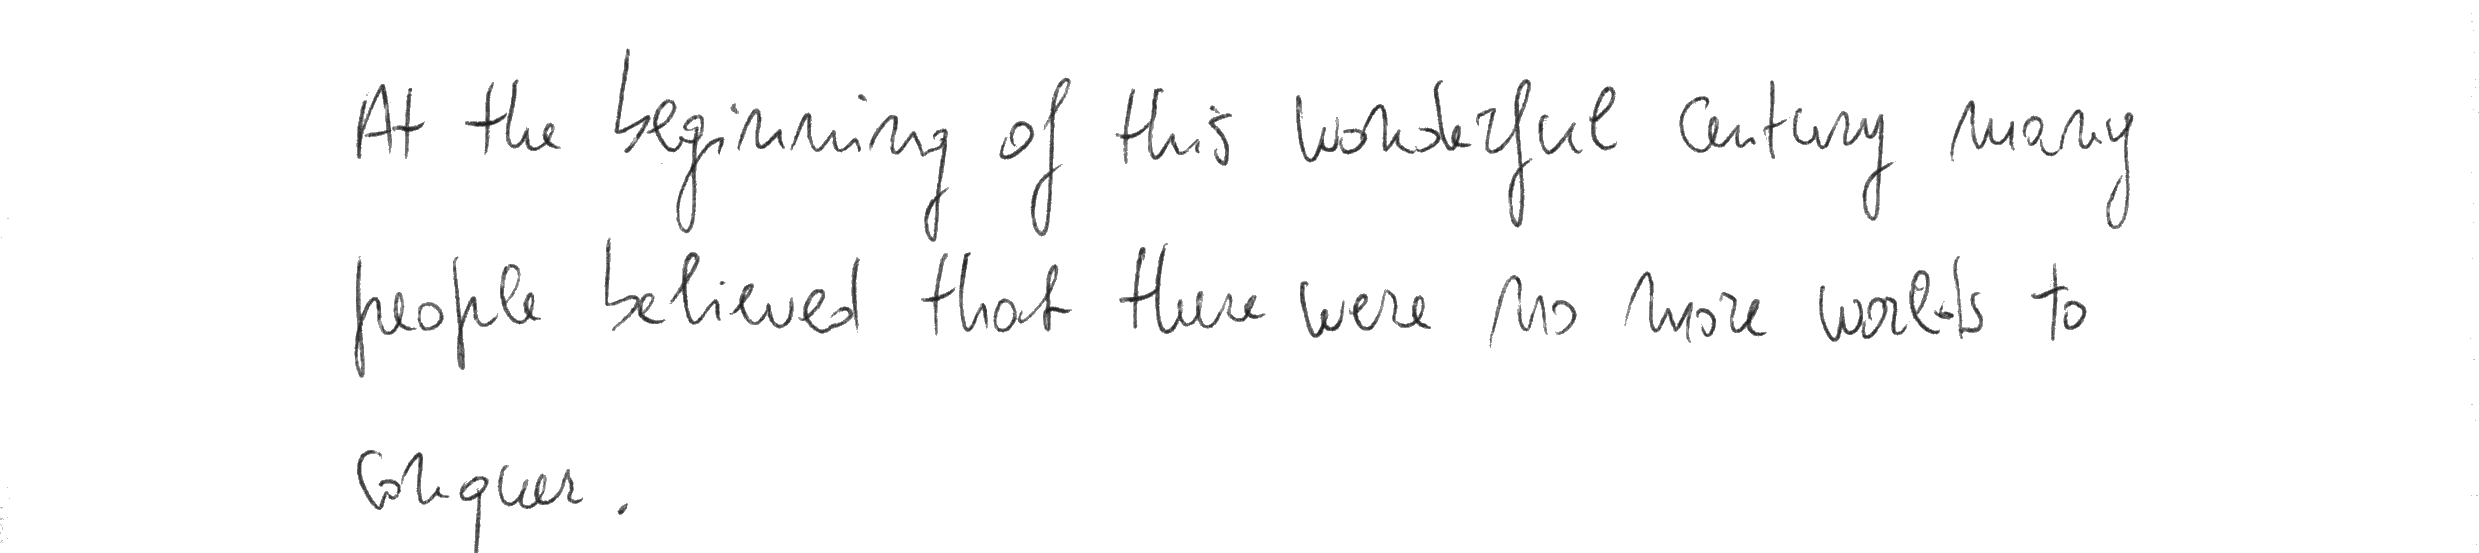 At the beginning of this wonderful century many
people believed that there were no more worlds to
conquer.